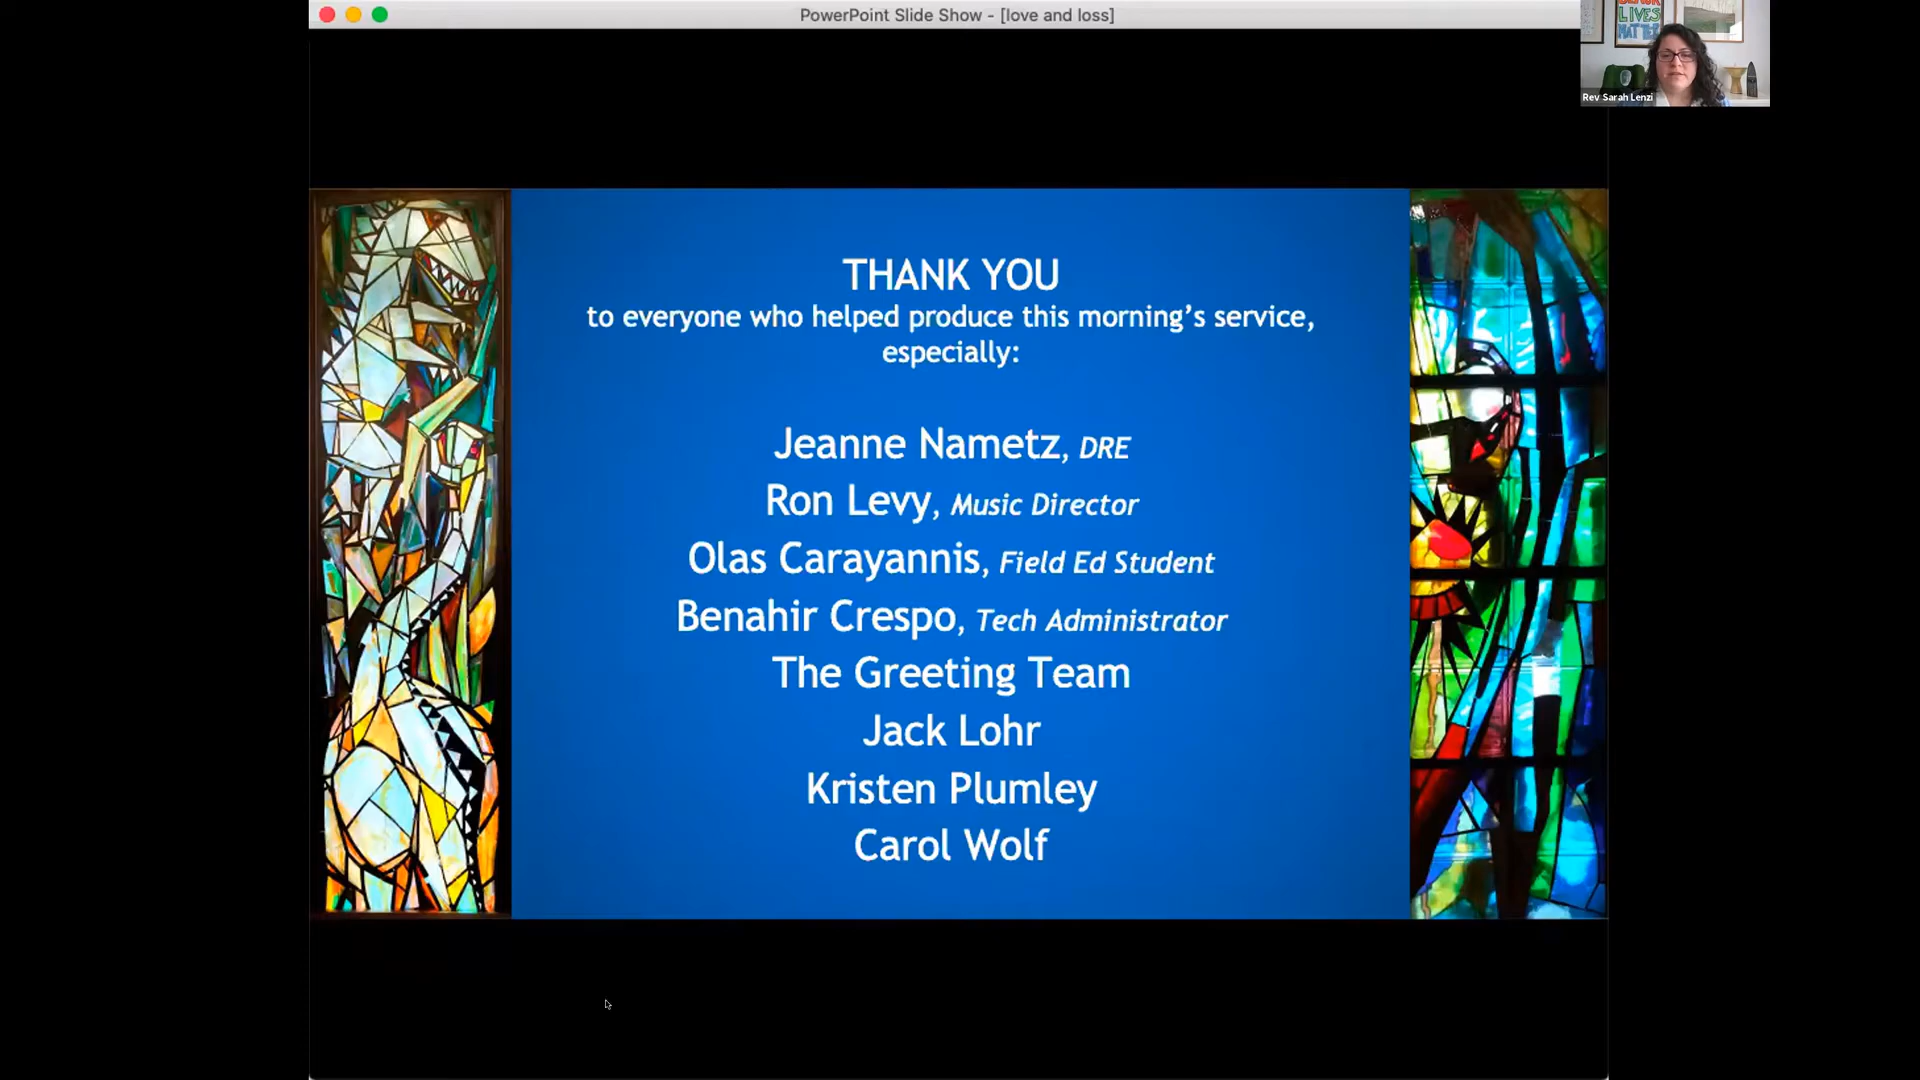 PowerPoint Slide Show - [love and loss]
LIVES
MATTER
Rev Sarah Lenzi
THANK YOU
to everyone who helped produce this morning's service,
especially:
Jeanne Nametz, DRE
Ron Levy, Music Director
Olas Carayannis, Field Ed Student
Benahir Crespo, Tech Administrator
The Greeting Team
Jack Lohr
Kristen Plumley
Carol Wolf